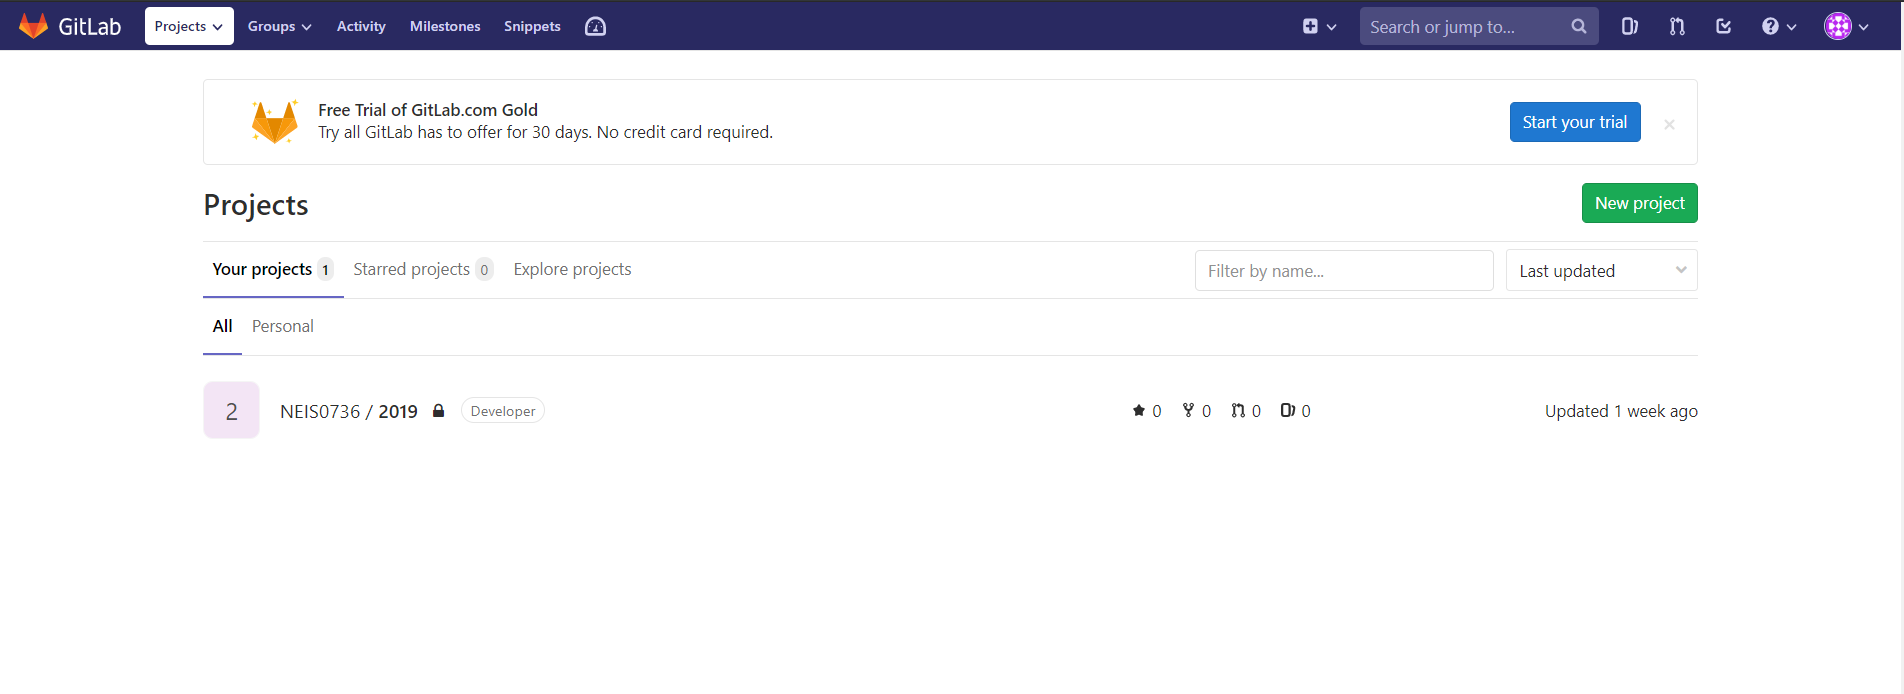 GitLab Projects Groups Activity Milestones Snippets Search or jump to...
Free Trial of GitLab.com Gold
Try all GitLab has to offer for 30 days. No credit card required.
Start your trial
Projects
New project
Your projects 1 Starred projects 0 Explore projects Filter by name... Last updated
All Personal
2 NEIS0736 / 2019 Developer 0 0 0 0 Updated 1 week ago